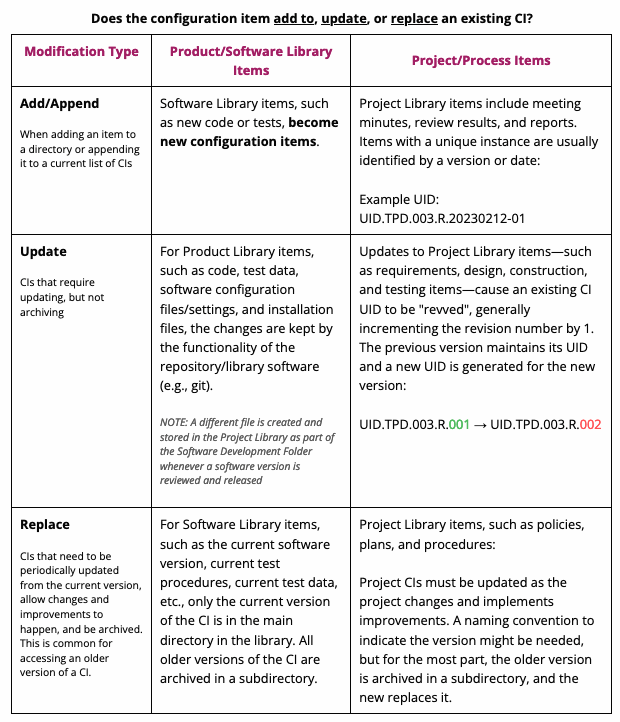 Does the configuration item add to, update, or replace an existing CI?
Modification Type
Product/Software Library
Items
Project/Process Items
Add/Append
When adding an item to
a directory or appending
it to a current list of CIs
Software Library items, such
as new code or tests, become
new configuration items.
Project Library items include meeting
minutes, review results, and reports.
Items with a unique instance are usually
identified by a version or date:
Example UID:
UID.TPD.003.R.20230212-01
Update
CIs that require
updating, but not
archiving
For Product Library items,
such as code, test data,
software configuration
files/settings, and installation
files, the changes are kept by
the functionality of the
repository/library software
(e.g., git).
NOTE: A different file is created and
stored in the Project Library as part of
the Software Development Folder
whenever a software version is
reviewed and released
Updates to Project Library items—such
as requirements, design, construction,
and testing items—cause an existing CI
UID to be "revved", generally
incrementing the revision number by 1.
The previous version maintains its UID
and a new UID is generated for the new
version:
UID.TPD.003.R.001 → UID.TPD.003.R.002
Replace
CIs that need to be
periodically updated
from the current version,
allow changes and
improvements to
happen, and be archived.
This is common for
accessing an older
version of a CI.
For Software Library items,
such as the current software
version, current test
procedures, current test data,
etc., only the current version
of the CI is in the main
directory in the library. All
older versions of the CI are
archived in a subdirectory.
Project Library items, such as policies,
plans, and procedures:
Project CIs must be updated as the
project changes and implements
improvements. A naming convention to
indicate the version might be needed,
but for the most part, the older version
is archived in a subdirectory, and the
new replaces it.